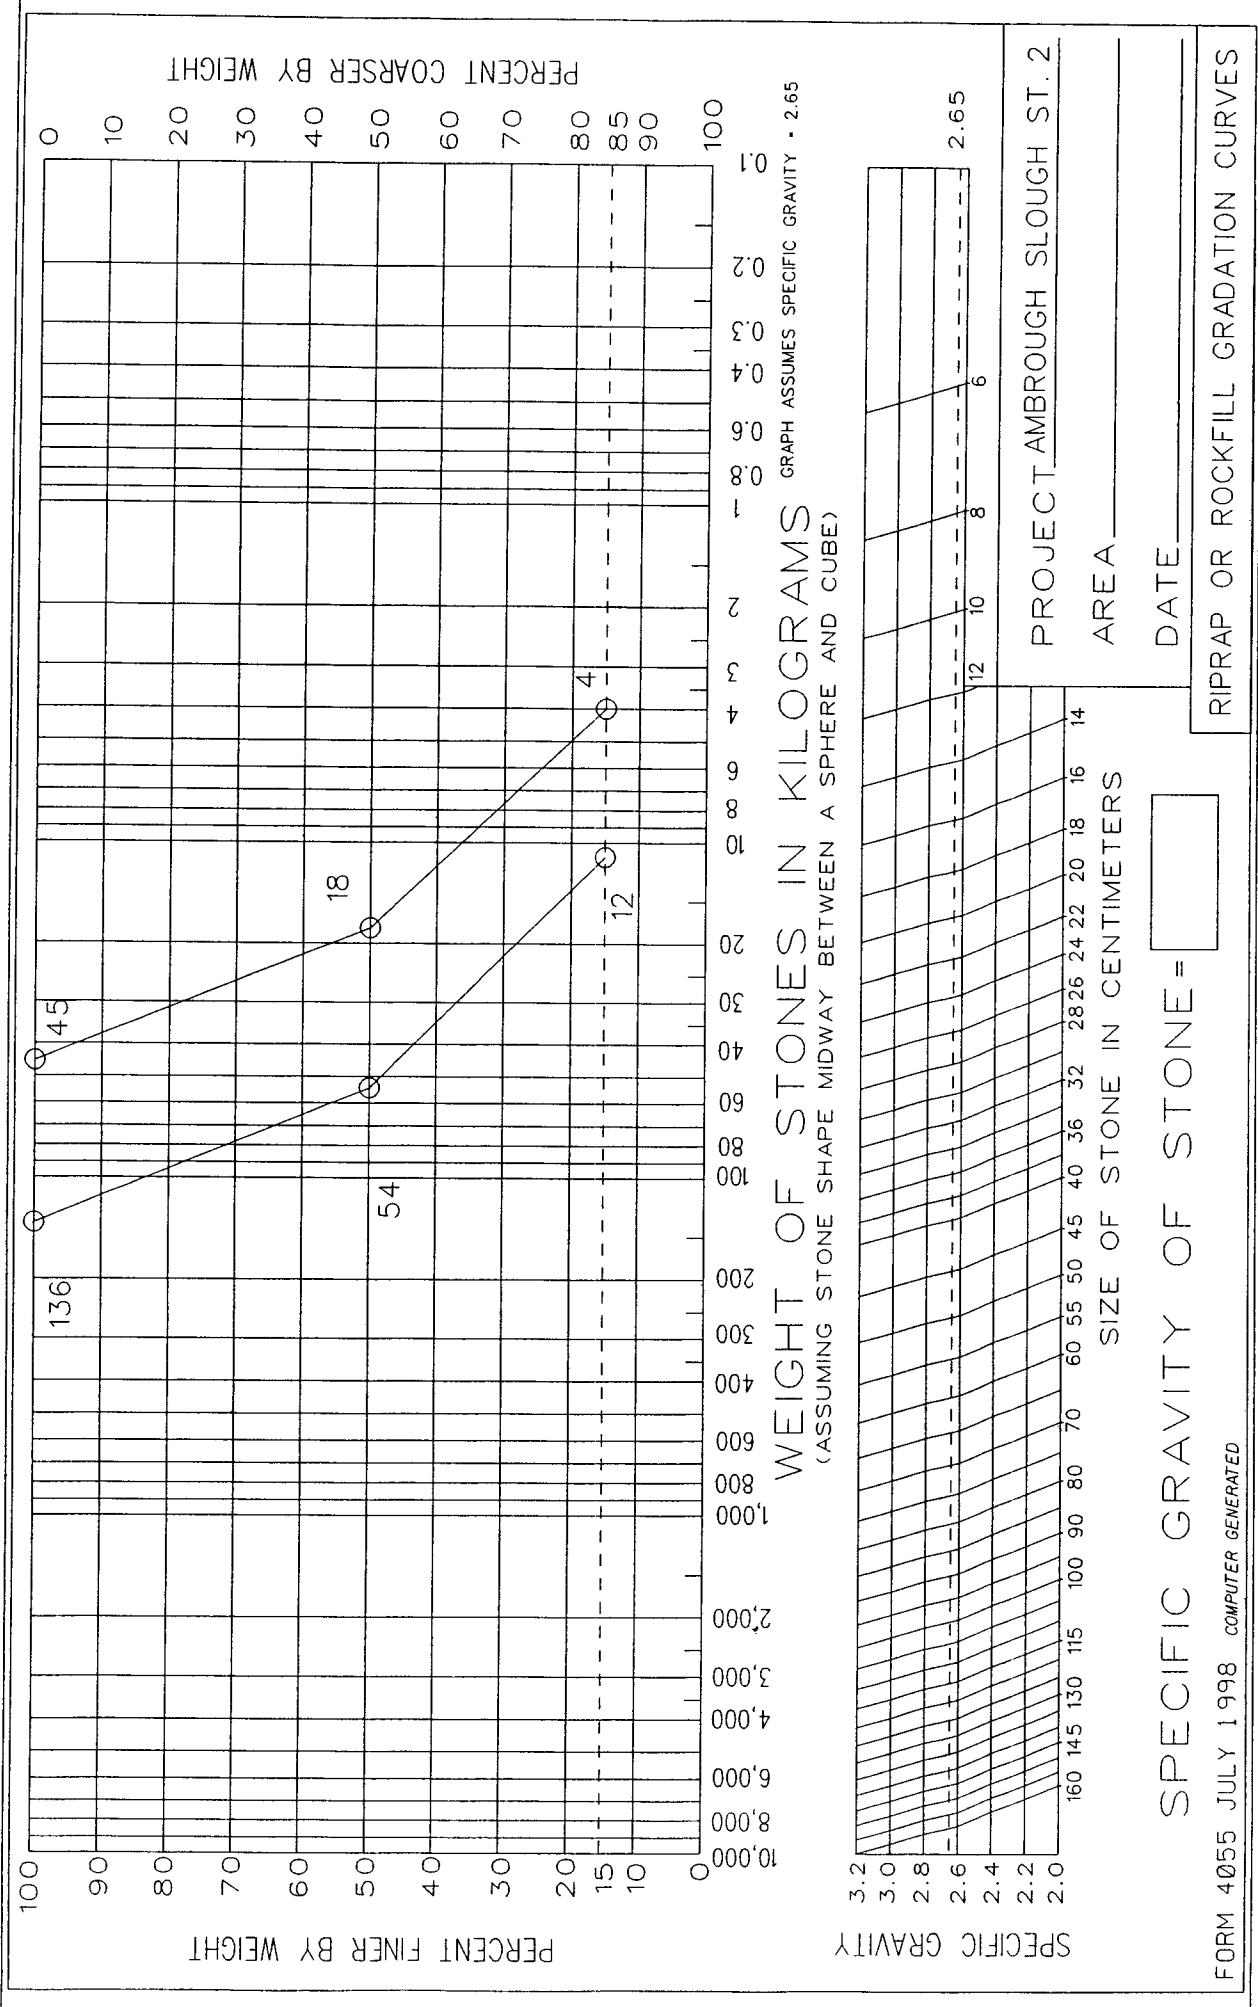 PERCENT FINER BY WEIGHT
100
90
80
70
60
50
40
30
20
15
10
0
PERCENT COARSER BY WEIGHT
0
10
20
30
40
50
60
70
80
85
90
100
136
45
54
18
12
4
10,000 8,000 6,000 4,000 3,000 2,000 1,000 800 600 400 300 200 100 80 60 40 30 20 10 8 6 4 3 2 1 0.8 0.6 0.4 0.3 0.2 0.1
WEIGHT OF STONES IN KILOGRAMS
GRAPH ASSUMES SPECIFIC GRAVITY = 2.65
(ASSUMING STONE SHAPE MIDWAY BETWEEN A SPHERE AND CUBE)
SPECIFIC GRAVITY
3.2
3.0
2.8
2.6
2.4
2.2
2.0
2.65
12 10 8 6
160 145 130 115 100 90 80 70 60 55 50 45 40 36 32 28 26 24 22 20 18 16 14
SIZE OF STONE IN CENTIMETERS
SPECIFIC GRAVITY OF STONE =
PROJECT AMBROUGH SLOUGH ST. 2
AREA
DATE
RIPRAP OR ROCKFILL GRADATION CURVES
FORM 4055 JULY 1998 COMPUTER GENERATED